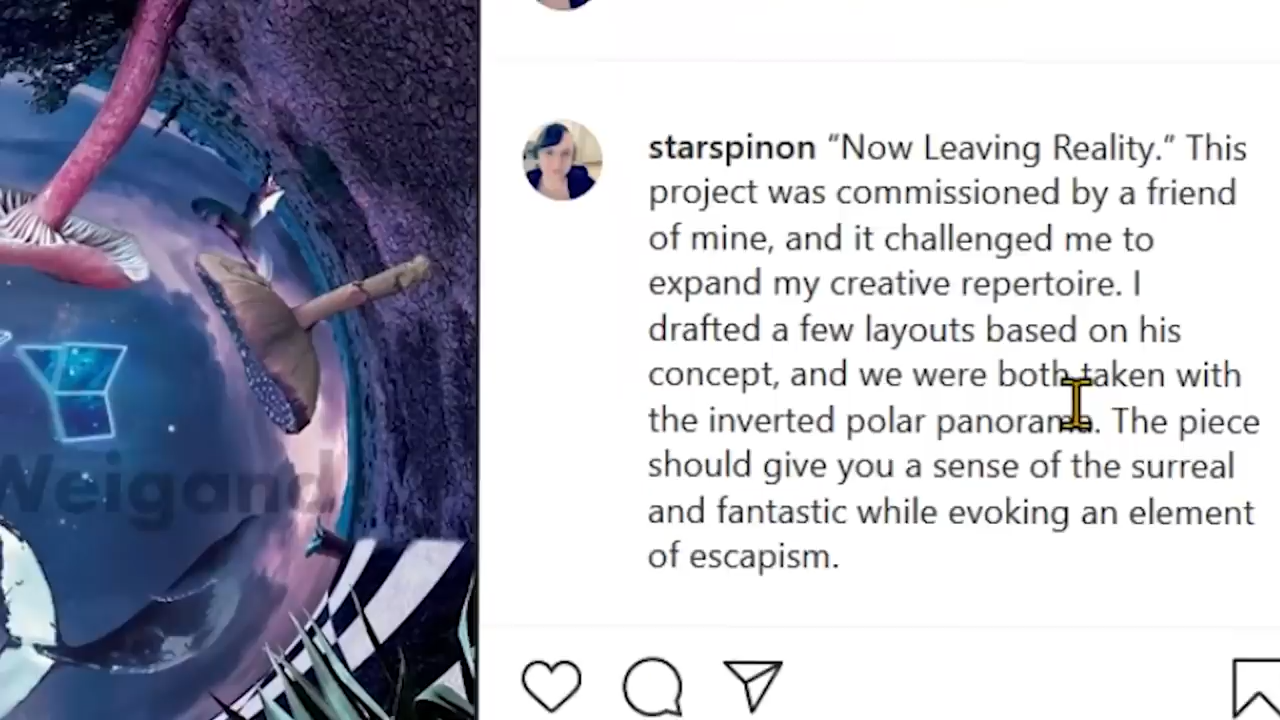 starspinon “Now Leaving Reality.” This
project was commissioned by a friend
of mine, and it challenged me to
expand my creative repertoire. I
drafted a few layouts based on his
concept, and we were both taken with
the inverted polar panorama. The piece
should give you a sense of the surreal
and fantastic while evoking an element
of escapism.
Weigand